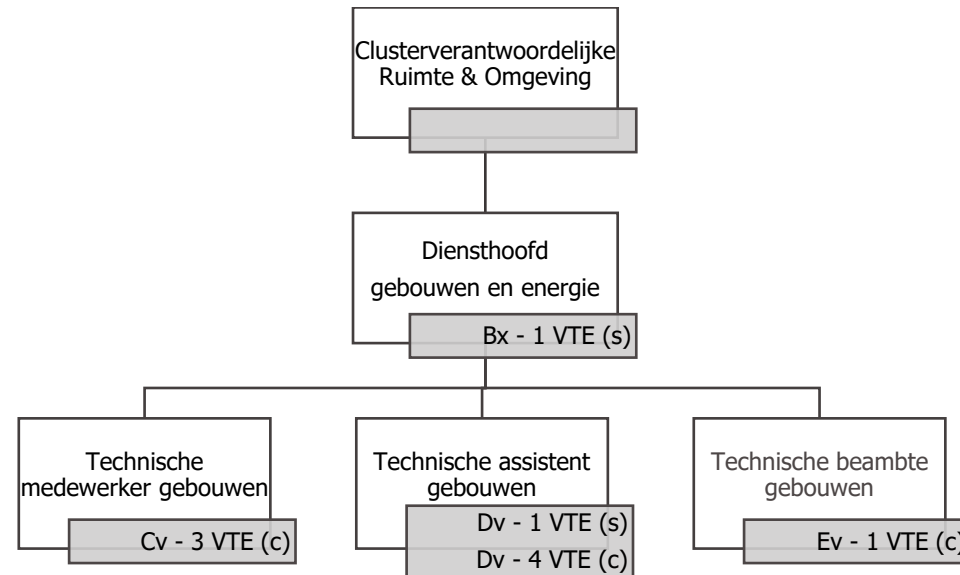 Clusterverantwoordelijke
Ruimte & Omgeving
Diensthoofd
gebouwen en energie
Bx - 1 VTE (s)
Technische
medewerker gebouwen
Cv - 3 VTE (c)
Technische assistent
gebouwen
Dv - 1 VTE (s)
Dv - 4 VTE (c)
Technische beambte
gebouwen
Ev - 1 VTE (c)